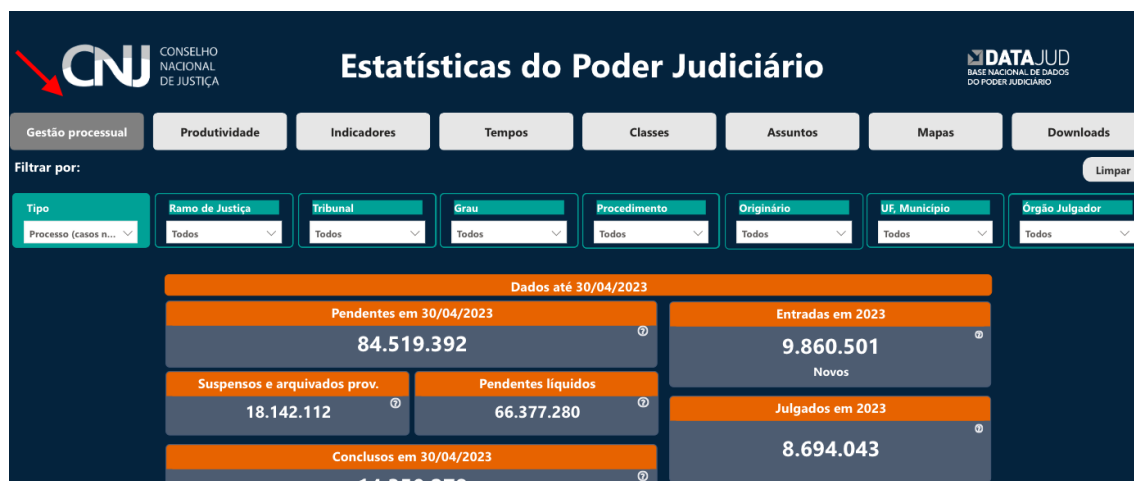 CNJ
CONSELHO
NACIONAL
DE JUSTIÇA
Estatísticas do Poder Judiciário
DATAJUD
BASE NACIONAL DE DADOS
DO PODER JUDICIÁRIO
Gestão processual
Produtividade
Indicadores
Tempos
Classes
Assuntos
Mapas
Downloads
Filtrar por:
Limpar
Tipo
Processo (casos n...
Ramo de Justiça
Todos
Tribunal
Todos
Grau
Todos
Procedimento
Todos
Originário
Todos
UF, Município
Todos
Órgão Julgador
Todos
Dados até 30/04/2023
Pendentes em 30/04/2023
84.519.392
Suspensos e arquivados prov.
18.142.112
Pendentes líquidos
66.377.280
Conclusos em 30/04/2023
Entradas em 2023
9.860.501
Novos
Julgados em 2023
8.694.043